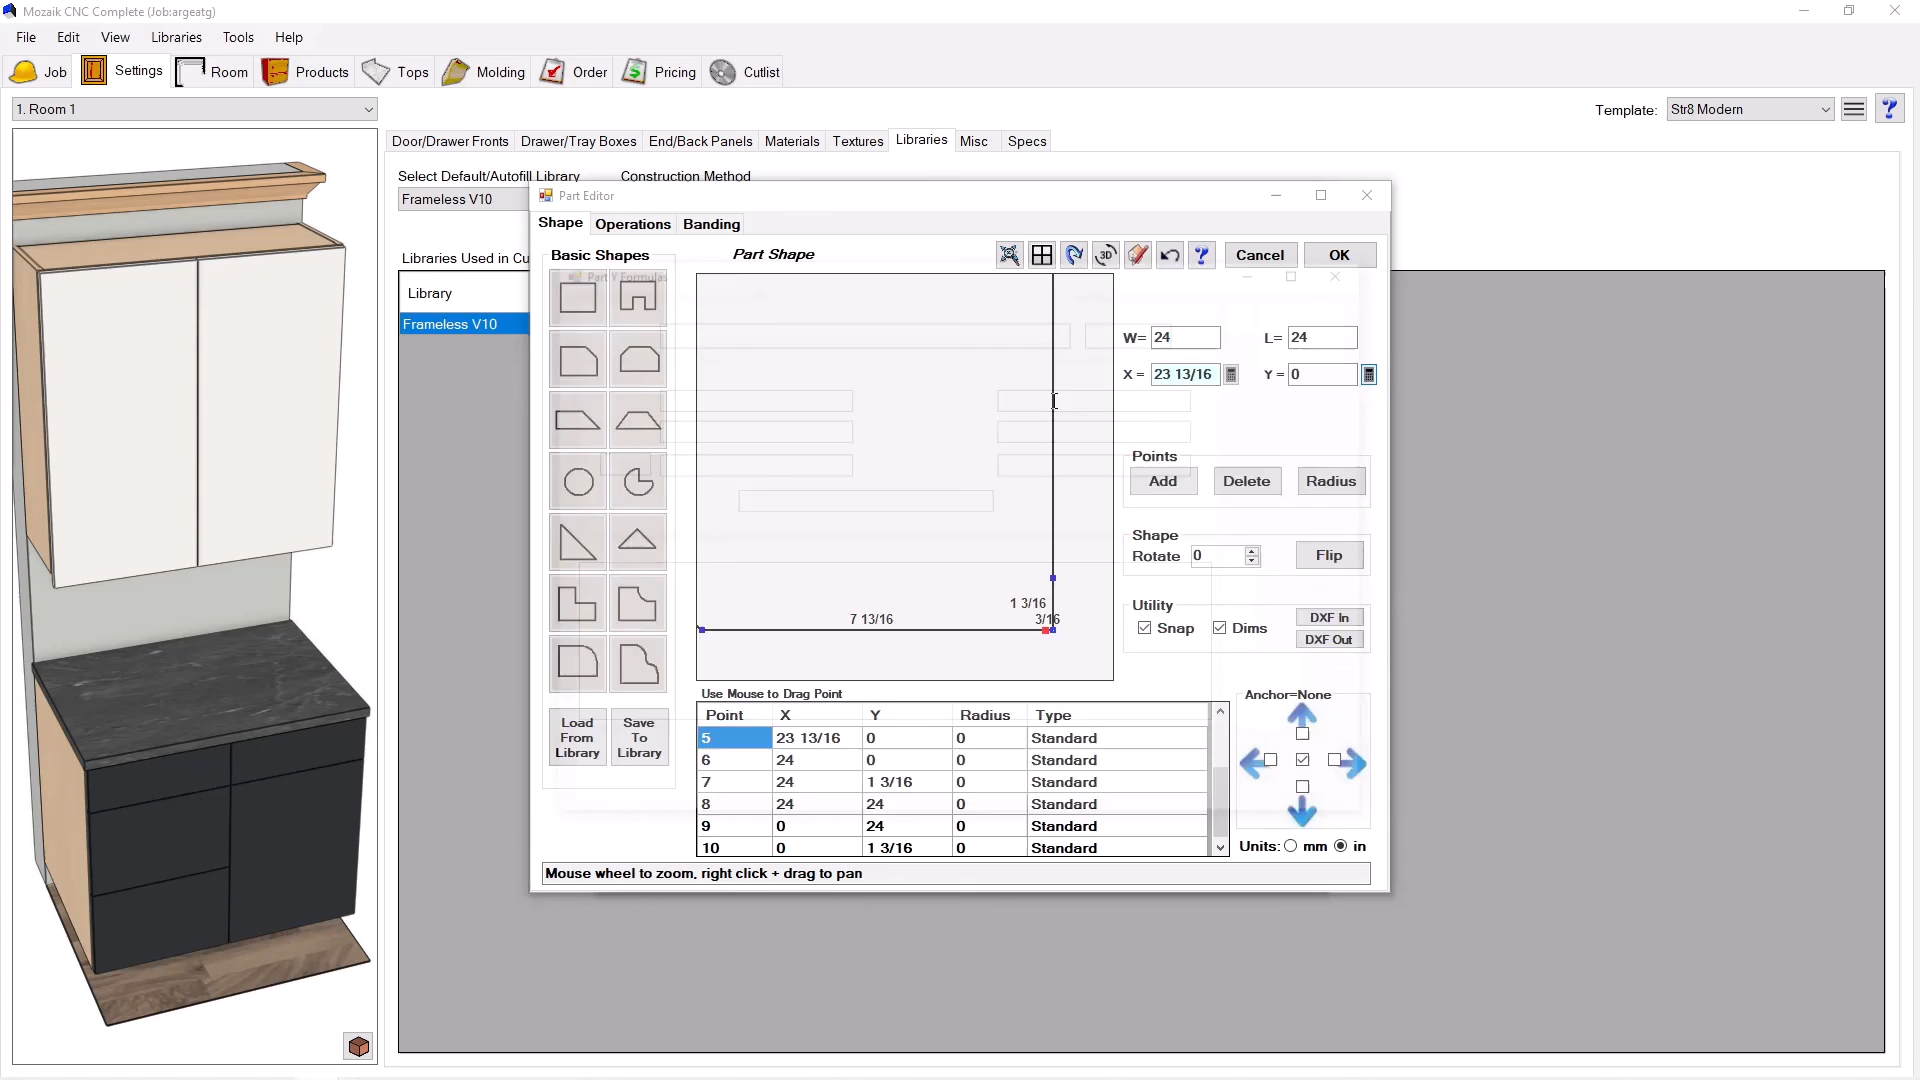 Mozaik CNC Complete (Job:argeatg)
File Edit View Libraries Tools Help
Job Settings Room Products Tops Molding Order Pricing Cutlist
1. Room 1
Template: Str8 Modern
Door/Drawer Fronts Drawer/Tray Boxes End/Back Panels Materials Textures Libraries Misc Specs
Select Default/Autofill Library Construction Method
Frameless V10
Part Editor
Shape Operations Banding
Libraries Used in Cu
Basic Shapes Part Shape Cancel OK
Part Y Formulas
Library
Frameless V10
W= 24 L= 24
X = 23 13/16 Y = 0
Points
Add Delete Radius
Shape
Rotate 0 Flip
Utility
Snap Dims DXF In
DXF Out
1 3/16
7 13/16 3/16
Use Mouse to Drag Point
Anchor=None
Load From Library
Save To Library
Point X Y Radius Type
5 23 13/16 0 0 Standard
6 24 0 0 Standard
7 24 1 3/16 0 Standard
8 24 24 0 Standard
9 0 24 0 Standard
10 0 1 3/16 0 Standard
Units: mm in
Mouse wheel to zoom, right click + drag to pan
3D